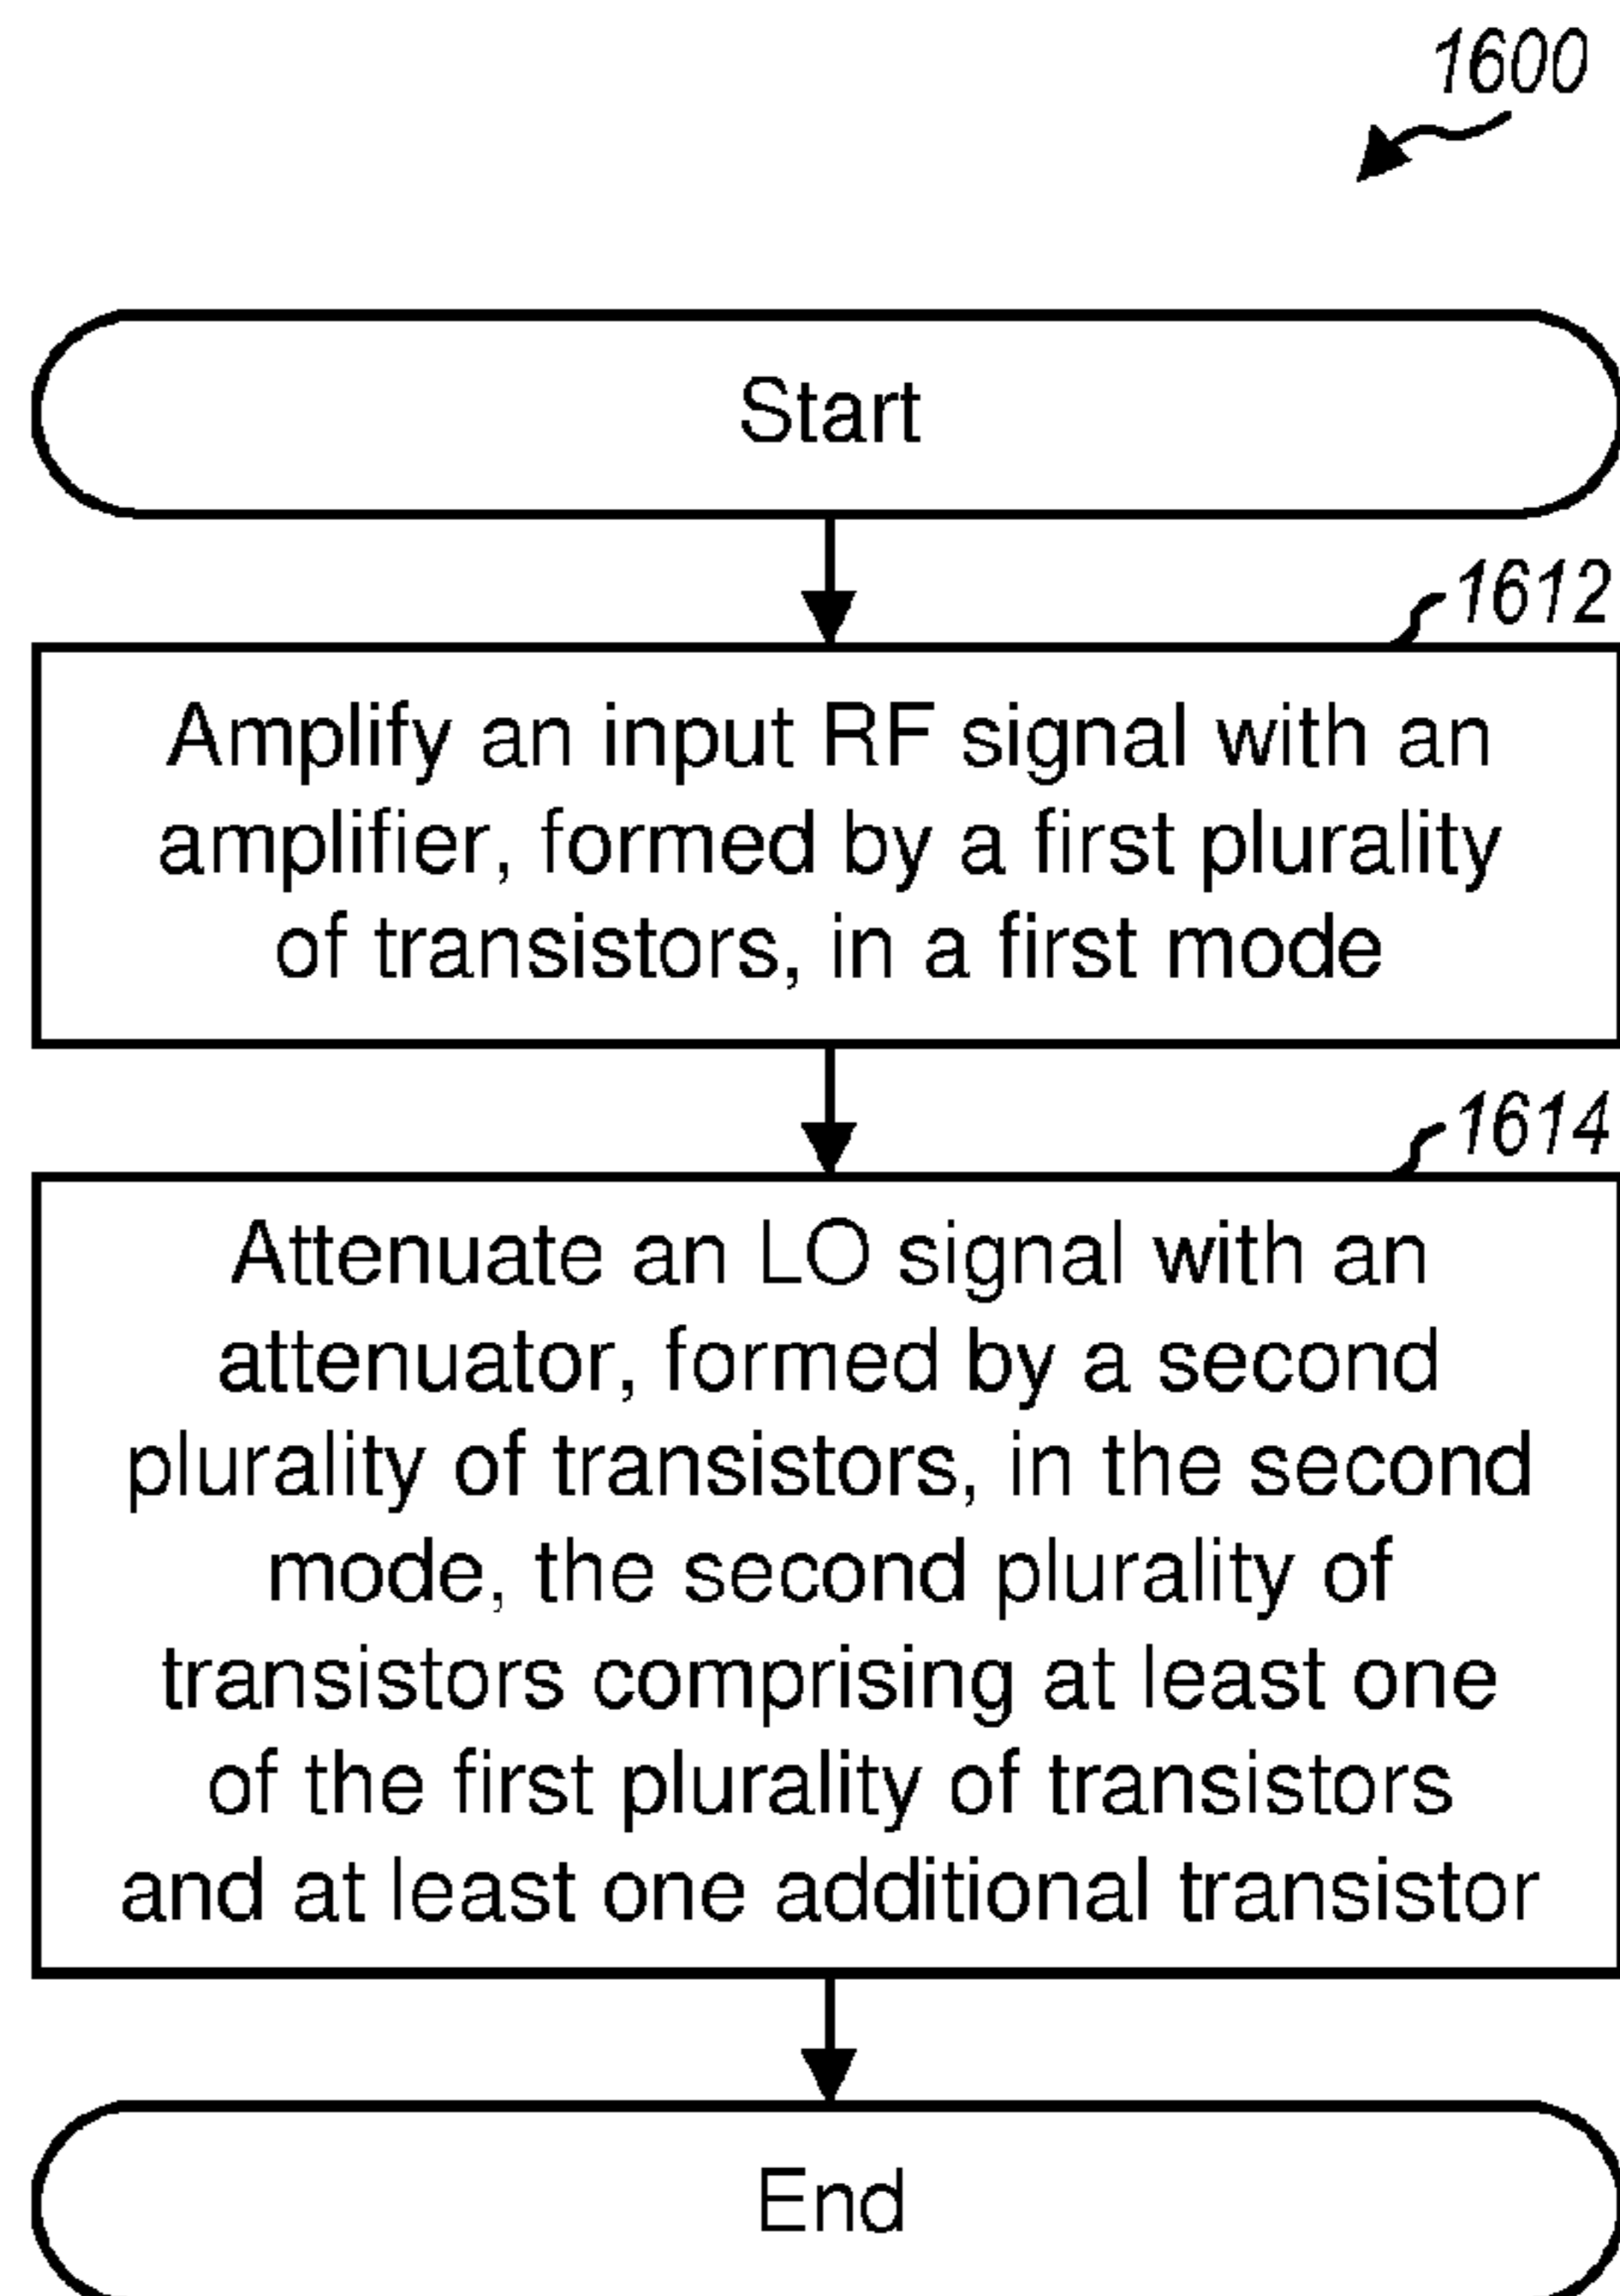 1600
Start
1612
Amplify an input RF signal with an
amplifier, formed by a first plurality
of transistors, in a first mode
1614
Attenuate an LO signal with an
attenuator, formed by a second
plurality of transistors, in the second
mode, the second plurality of
transistors comprising at least one
of the first plurality of transistors
and at least one additional transistor
End